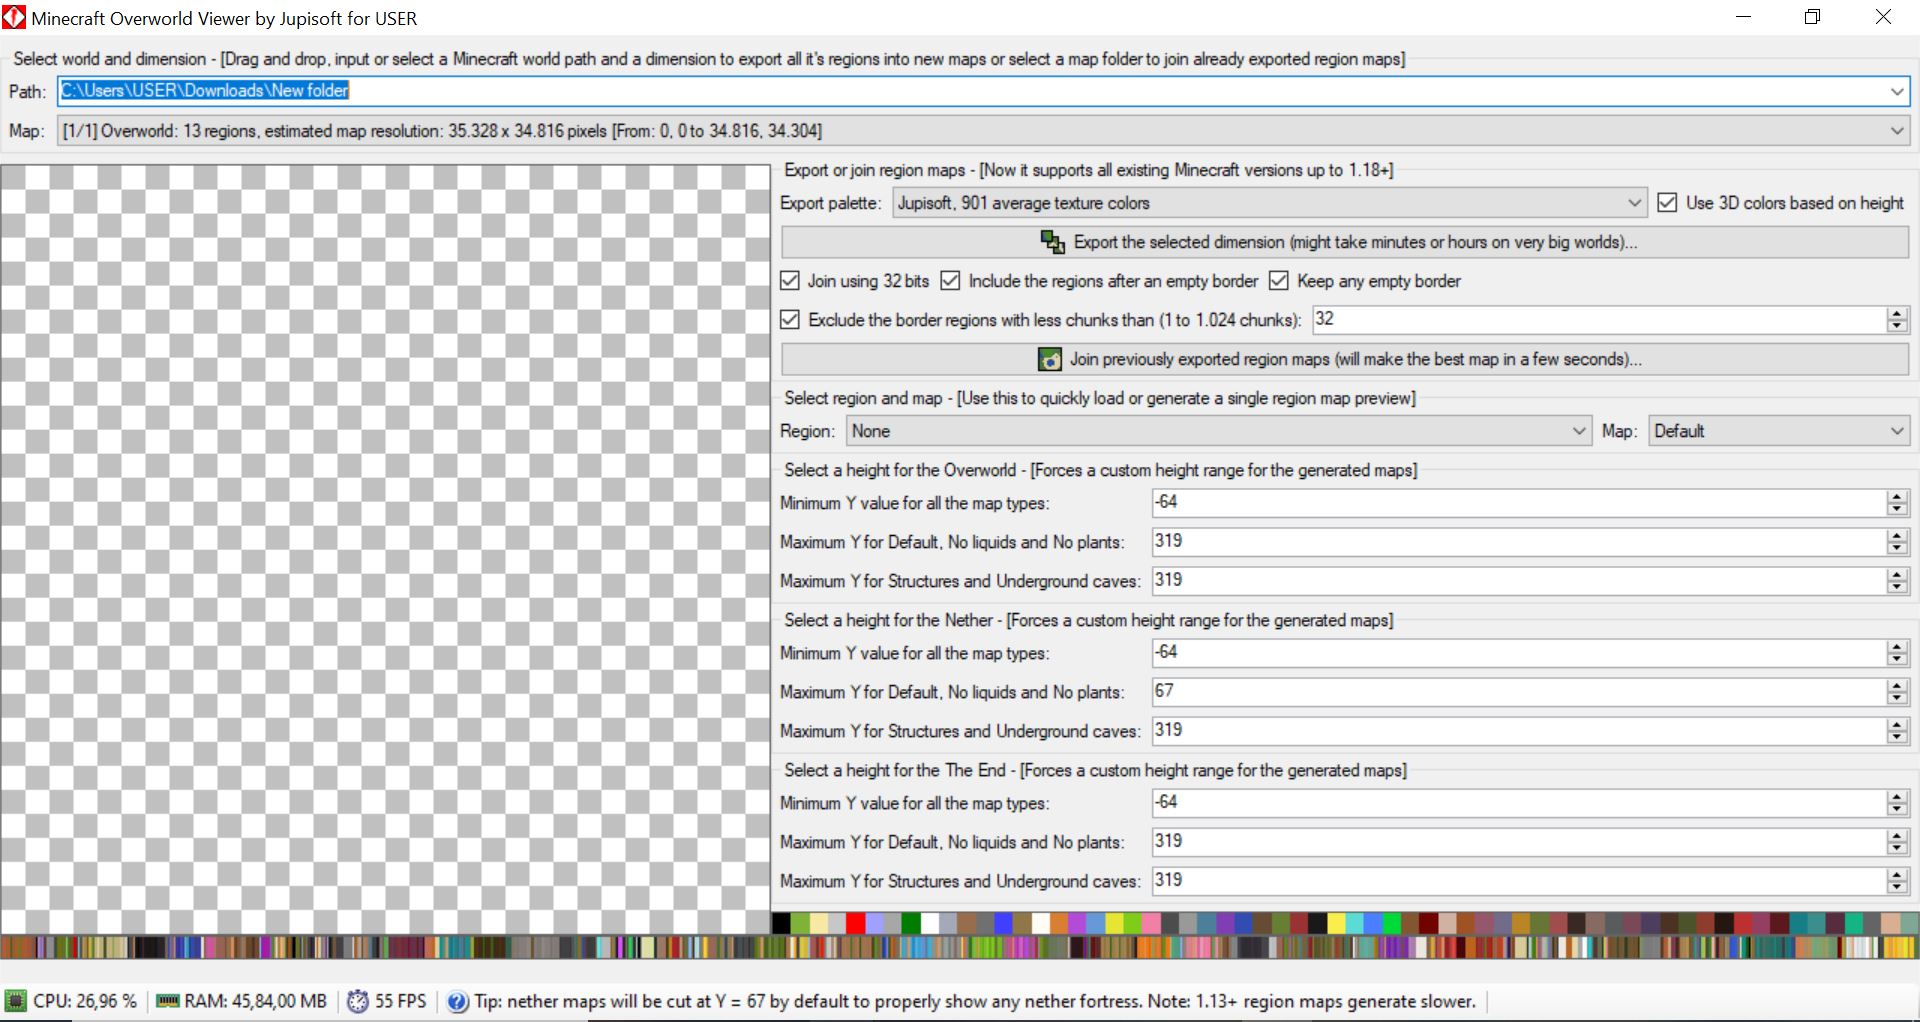 Minecraft Overworld Viewer by Jupisoft for USER
Select world and dimension - [Drag and drop, input or select a Minecraft world path and a dimension to export all it's regions into new maps or select a map folder to join already exported region maps]
Path: C:\Users\USER\Downloads\New folder
Map: [1/1] Overworld: 13 regions, estimated map resolution: 35.328 x 34.816 pixels [From: 0, 0 to 34.816, 34.304]
Export or join region maps - [Now it supports all existing Minecraft versions up to 1.18+]
Export palette: Jupisoft, 901 average texture colors Use 3D colors based on height
Export the selected dimension (might take minutes or hours on very big worlds)...
Join using 32 bits Include the regions after an empty border Keep any empty border
Exclude the border regions with less chunks than (1 to 1.024 chunks): 32
Join previously exported region maps (will make the best map in a few seconds)...
Select region and map - [Use this to quickly load or generate a single region map preview]
Region: None Map: Default
Select a height for the Overworld - [Forces a custom height range for the generated maps]
Minimum Y value for all the map types: -64
Maximum Y for Default, No liquids and No plants: 319
Maximum Y for Structures and Underground caves: 319
Select a height for the Nether - [Forces a custom height range for the generated maps]
Minimum Y value for all the map types: -64
Maximum Y for Default, No liquids and No plants: 67
Maximum Y for Structures and Underground caves: 319
Select a height for the The End - [Forces a custom height range for the generated maps]
Minimum Y value for all the map types: -64
Maximum Y for Default, No liquids and No plants: 319
Maximum Y for Structures and Underground caves: 319
CPU: 26,96 % RAM: 45,84,00 MB 55 FPS Tip: nether maps will be cut at Y = 67 by default to properly show any nether fortress. Note: 1.13+ region maps generate slower.